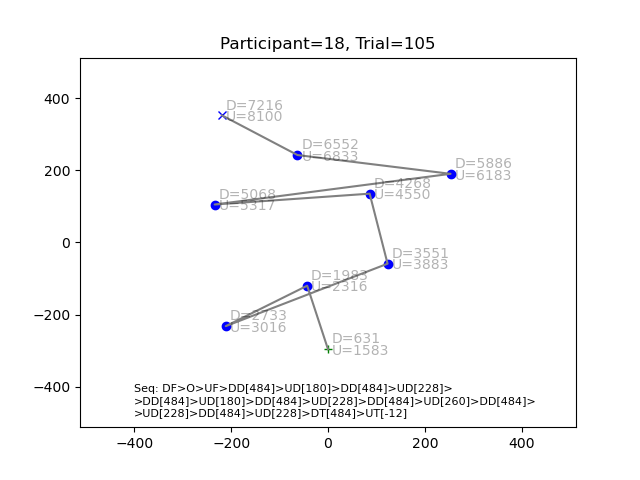 Participant=18, Trial=105
400
200
0
−200
−400
D=7216
U=8100
D=6552
U=6833
D=5886
U=6183
D=4268
U=4550
D=5068
U=5317
D=3551
U=3883
D=1983
U=2316
D=2733
U=3016
D=631
U=1583
Seq: DF>O>UF>DD[484]>UD[180]>DD[484]>UD[228]>
>DD[484]>UD[180]>DD[484]>UD[228]>DD[484]>UD[260]>DD[484]>
>UD[228]>DD[484]>UD[228]>DT[484]>UT[-12]
−400 −200 0 200 400